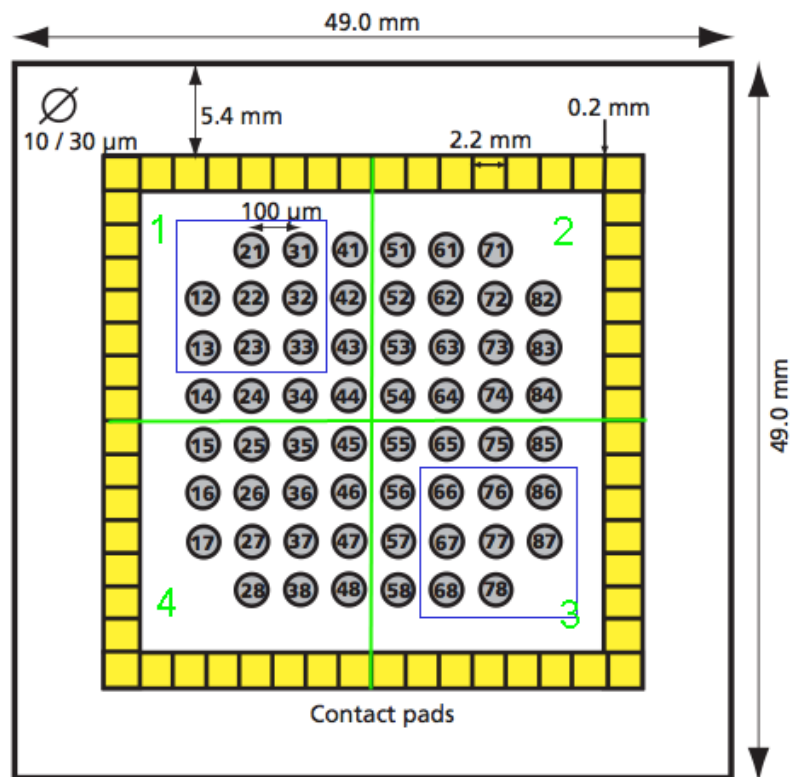 49.0 mm
5.4 mm
0.2 mm
10 / 30 µm
2.2 mm
1
100 µm
2
21 31 41 51 61 71
12 22 32 42 52 62 72 82
13 23 33 43 53 63 73 83
14 24 34 44 54 64 74 84
49.0 mm
15 25 35 45 55 65 75 85
16 26 36 46 56 66 76 86
17 27 37 47 57 67 77 87
28 38 48 58 68 78
4
3
Contact pads